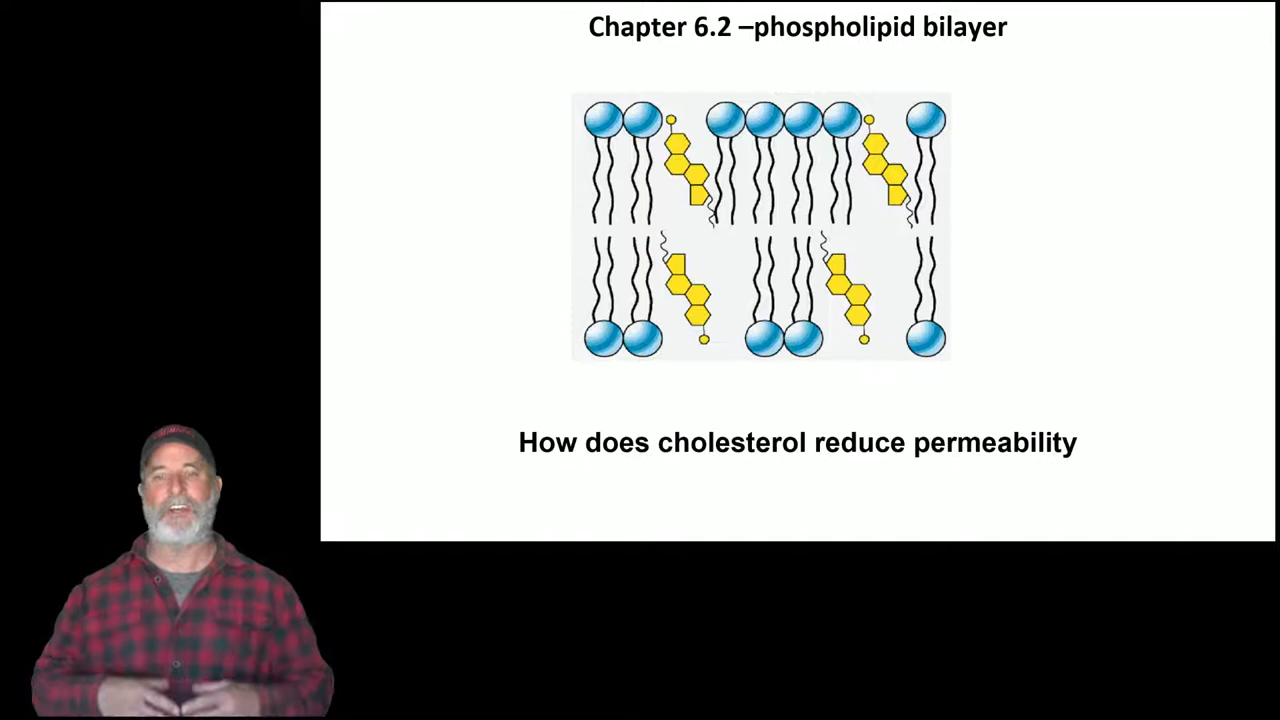 Chapter 6.2 –phospholipid bilayer
How does cholesterol reduce permeability